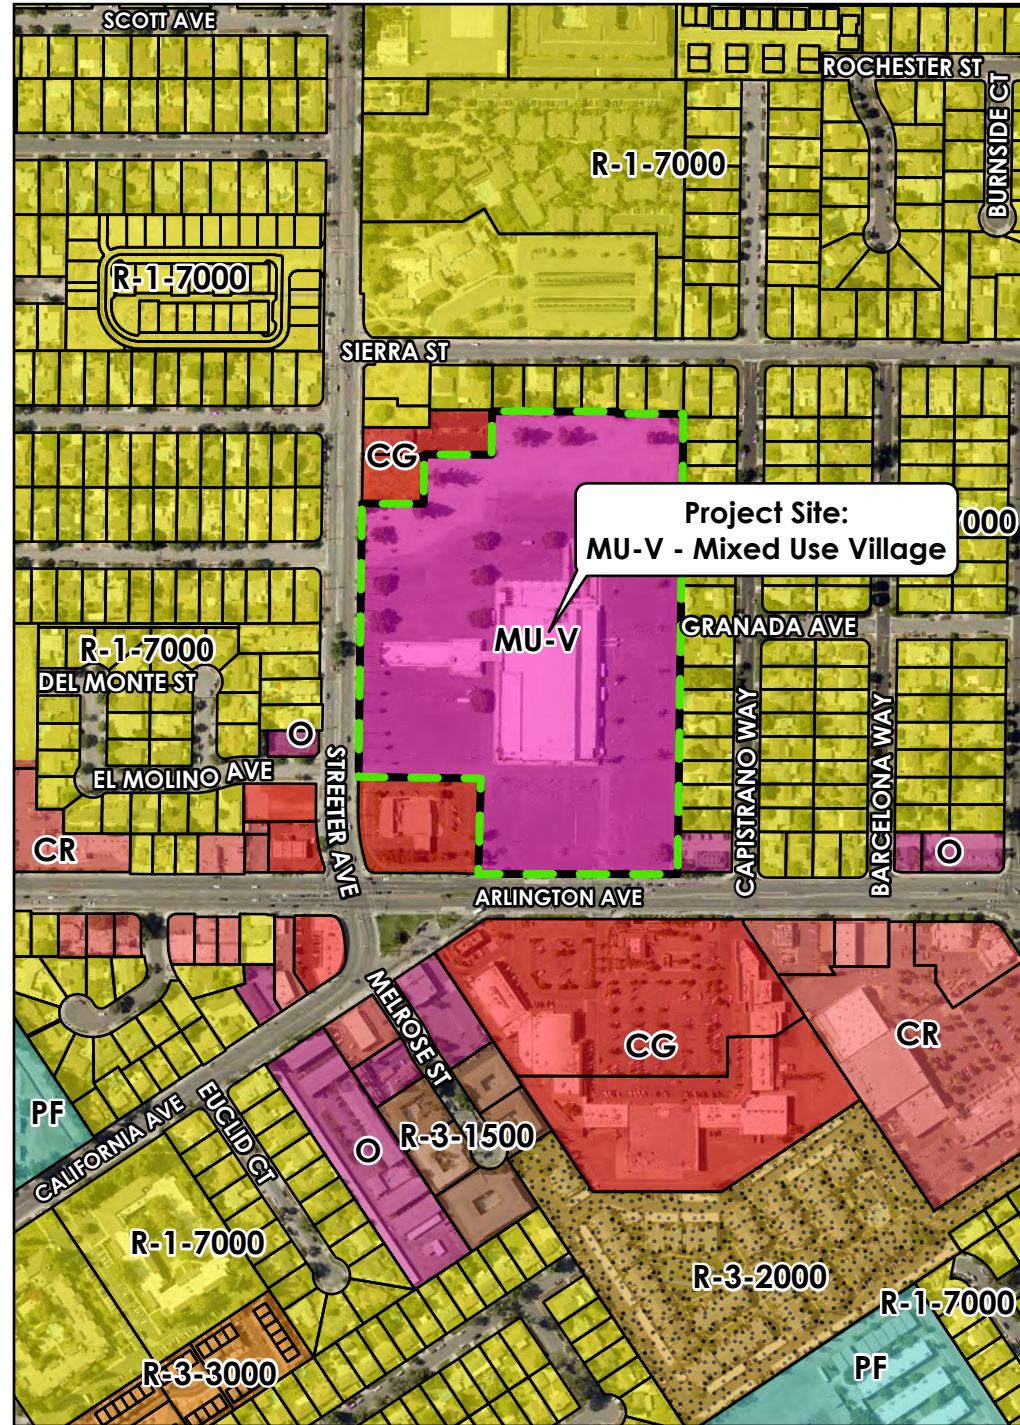 SCOTT AVE
ROCHESTER ST
BURNSIDE CT
R-1-7000
R-1-7000
SIERRA ST
CG
Project Site:
MU-V - Mixed Use Village
7000
MU-V
GRANADA AVE
R-1-7000
DEL MONTE ST
O
EL MOLINO AVE
STREETER AVE
CAPISTRANO WAY
BARCELONA WAY
CR
O
ARLINGTON AVE
MELROSE ST
CG
CR
PF
CALIFORNIA AVE
EUCLID CT
O
R-3-1500
R-1-7000
R-3-2000
R-1-7000
R-3-3000
PF